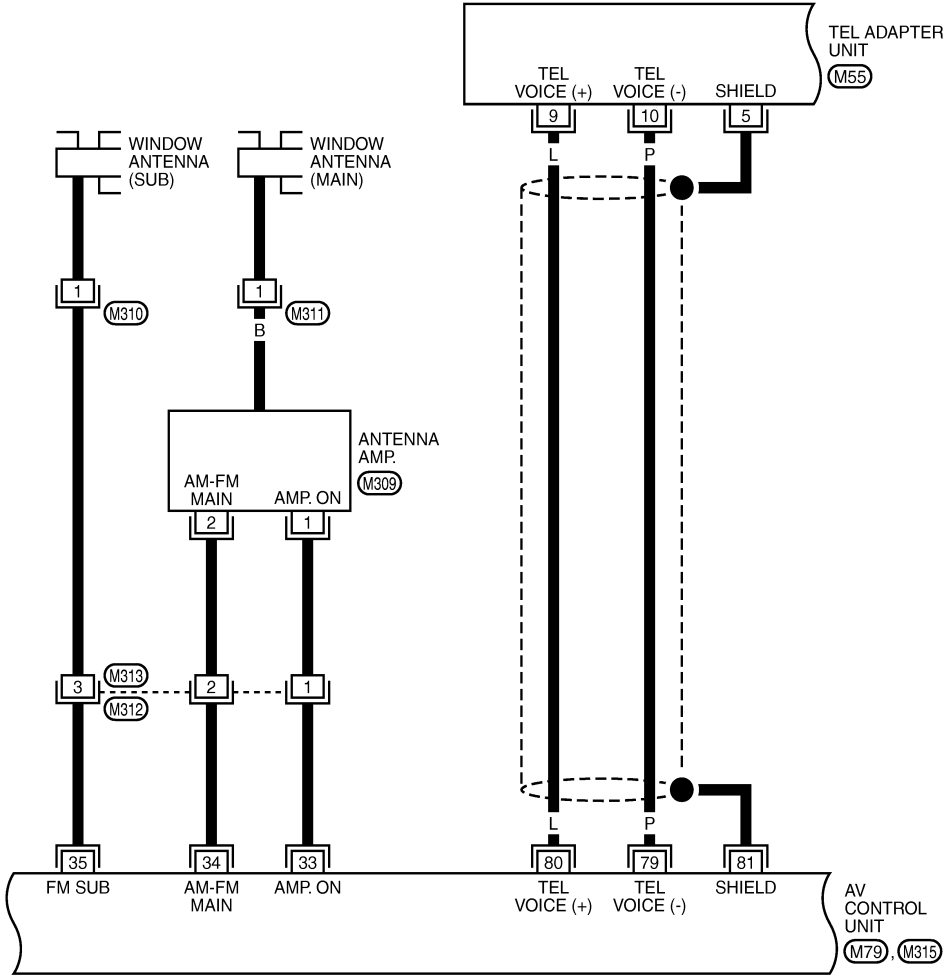 TEL ADAPTER
UNIT
M55
TEL
VOICE (+)
TEL
VOICE (-)
SHIELD
9
10
5
L
P
WINDOW
ANTENNA
(SUB)
WINDOW
ANTENNA
(MAIN)
1
M310
1
M311
B
ANTENNA
AMP.
M309
AM-FM
MAIN
AMP. ON
2
1
M313
3
2
1
M312
L
P
35
34
33
80
79
81
FM SUB
AM-FM
MAIN
AMP. ON
TEL
VOICE (+)
TEL
VOICE (-)
SHIELD
AV
CONTROL
UNIT
M79 , M315